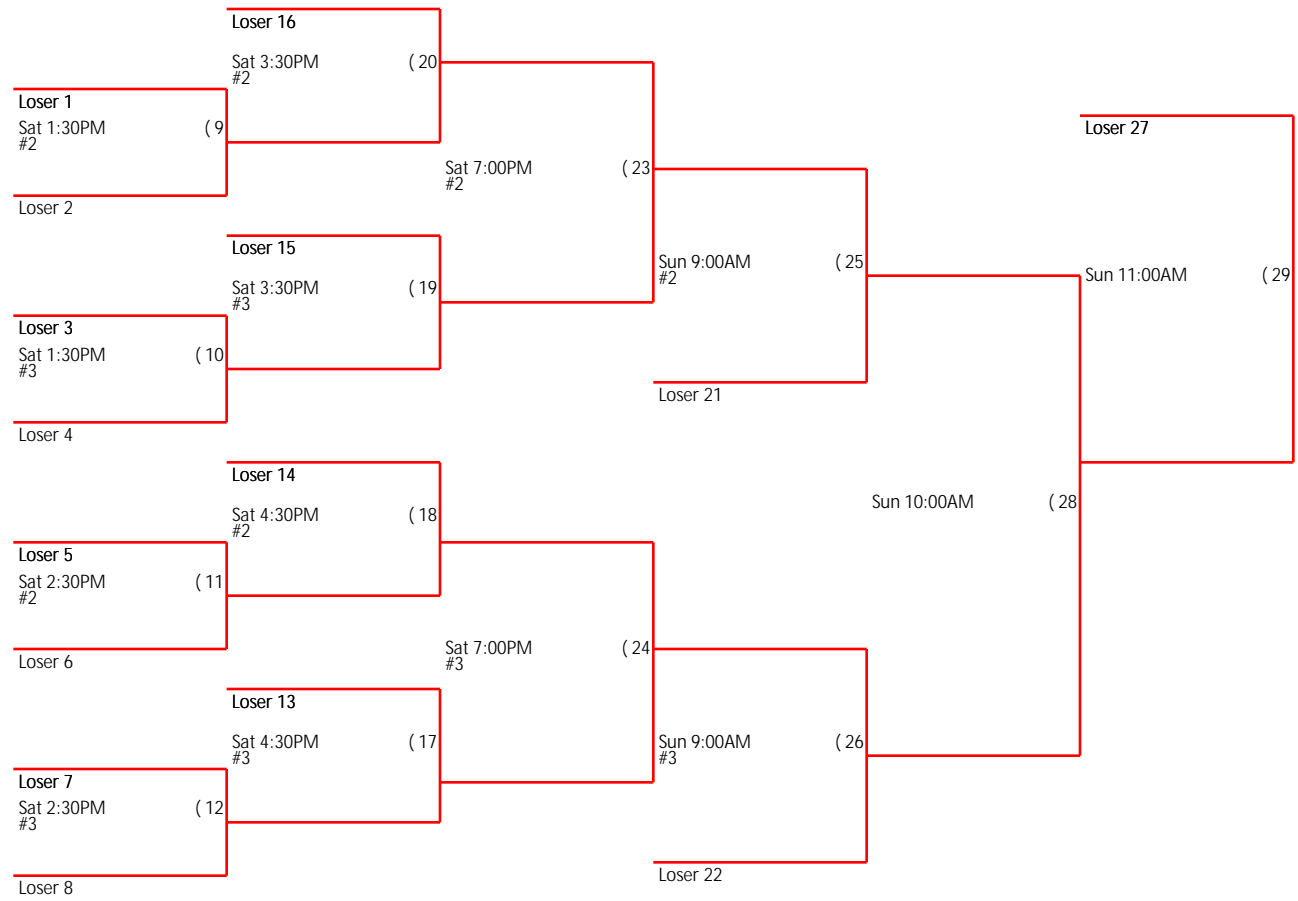 Loser 16
Sat 3:30PM ( 20
#2
Loser 1
Sat 1:30PM ( 9
#2
Loser 2
Sat 7:00PM ( 23
#2
Loser 15
Sat 3:30PM ( 19
#3
Loser 3
Sat 1:30PM ( 10
#3
Loser 4
Sun 9:00AM ( 25
#2
Loser 21
Loser 27
Sun 11:00AM ( 29
Loser 14
Sat 4:30PM ( 18
#2
Loser 5
Sat 2:30PM ( 11
#2
Loser 6
Sun 10:00AM ( 28
Sat 7:00PM ( 24
#3
Loser 13
Sat 4:30PM ( 17
#3
Loser 7
Sat 2:30PM ( 12
#3
Loser 8
Sun 9:00AM ( 26
#3
Loser 22